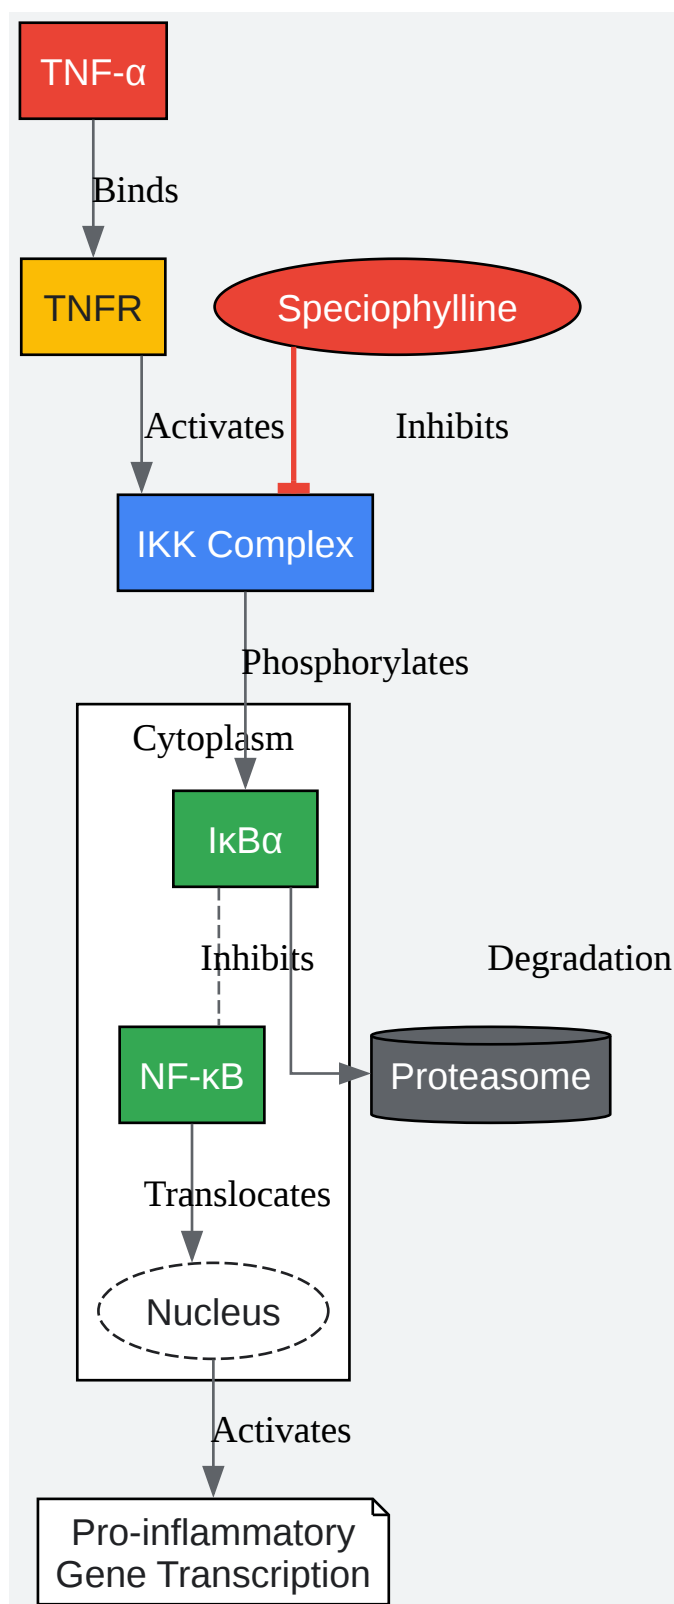 TNF-α
Binds
TNFR
Speciophylline
Activates
Inhibits
IKK Complex
Phosphorylates
Cytoplasm
IκBα
Inhibits
Degradation
NF-κB
Proteasome
Translocates
Nucleus
Activates
Pro-inflammatory
Gene Transcription